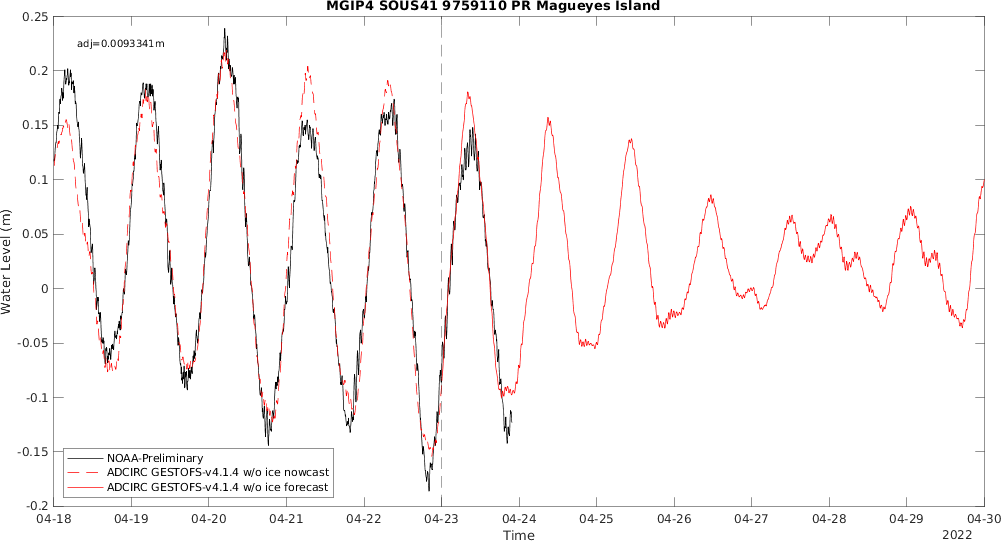 MGIP4 SOUS41 9759110 PR Magueyes Island
adj=0.0093341m
0.25
0.2
0.15
0.1
0.05
0
-0.05
-0.1
-0.15
-0.2
Water Level (m)
NOAA-Preliminary
ADCIRC GESTOFS-v4.1.4 w/o ice nowcast
ADCIRC GESTOFS-v4.1.4 w/o ice forecast
04-18 04-19 04-20 04-21 04-22 04-23 04-24 04-25 04-26 04-27 04-28 04-29 04-30
Time
2022